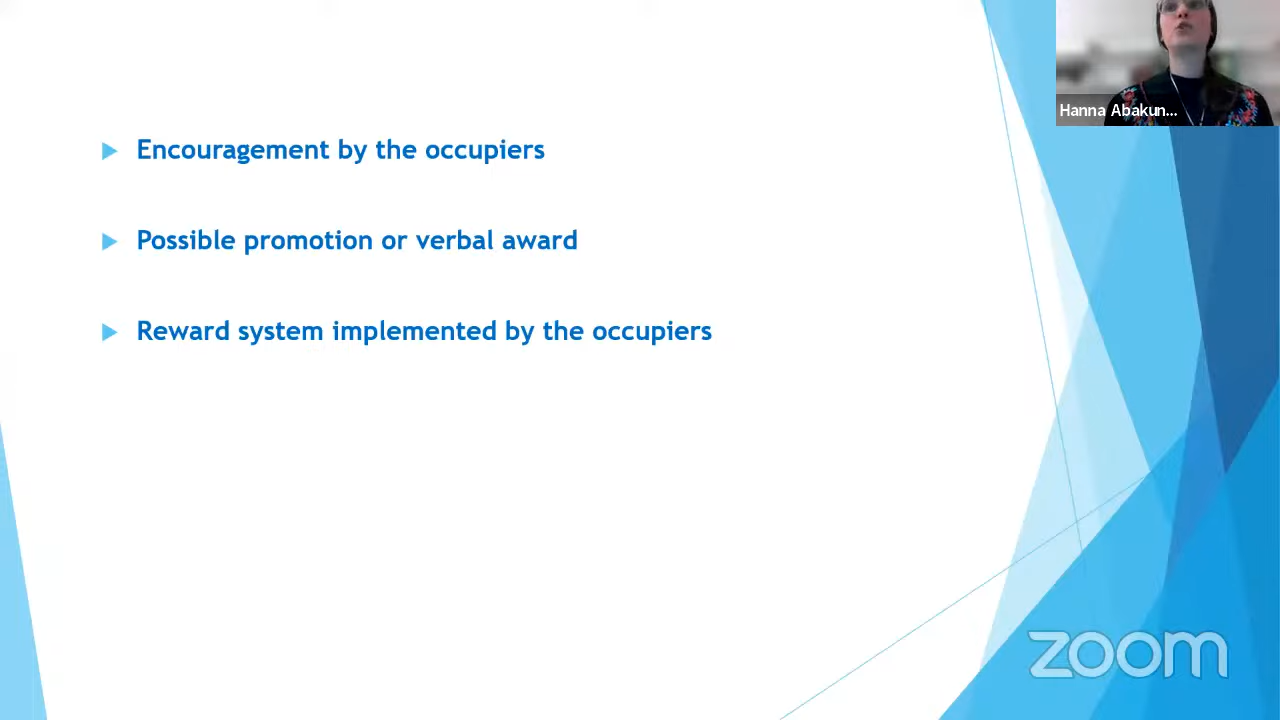 Hanna Abakun...
Encouragement by the occupiers
Possible promotion or verbal award
Reward system implemented by the occupiers
zoom